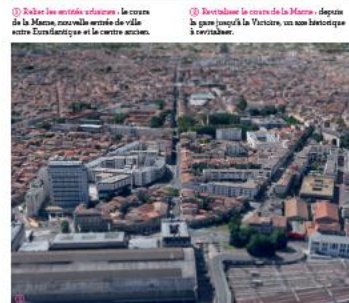 ① Relier les entités urbaines : le cours
de la Marne, nouvelle entrée de ville
entre Euratlantique et le centre ancien.
② Revitaliser le cours de la Marne : depuis
la gare jusqu'à la Victoire, un axe historique
à revitaliser.